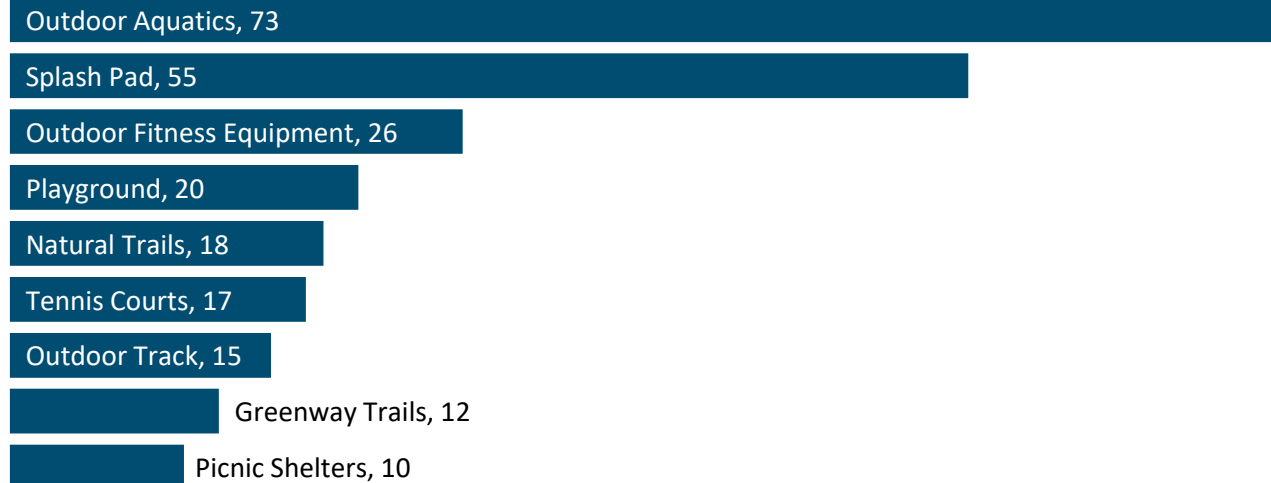 Outdoor Aquatics, 73
Splash Pad, 55
Outdoor Fitness Equipment, 26
Playground, 20
Natural Trails, 18
Tennis Courts, 17
Outdoor Track, 15
Greenway Trails, 12
Picnic Shelters, 10